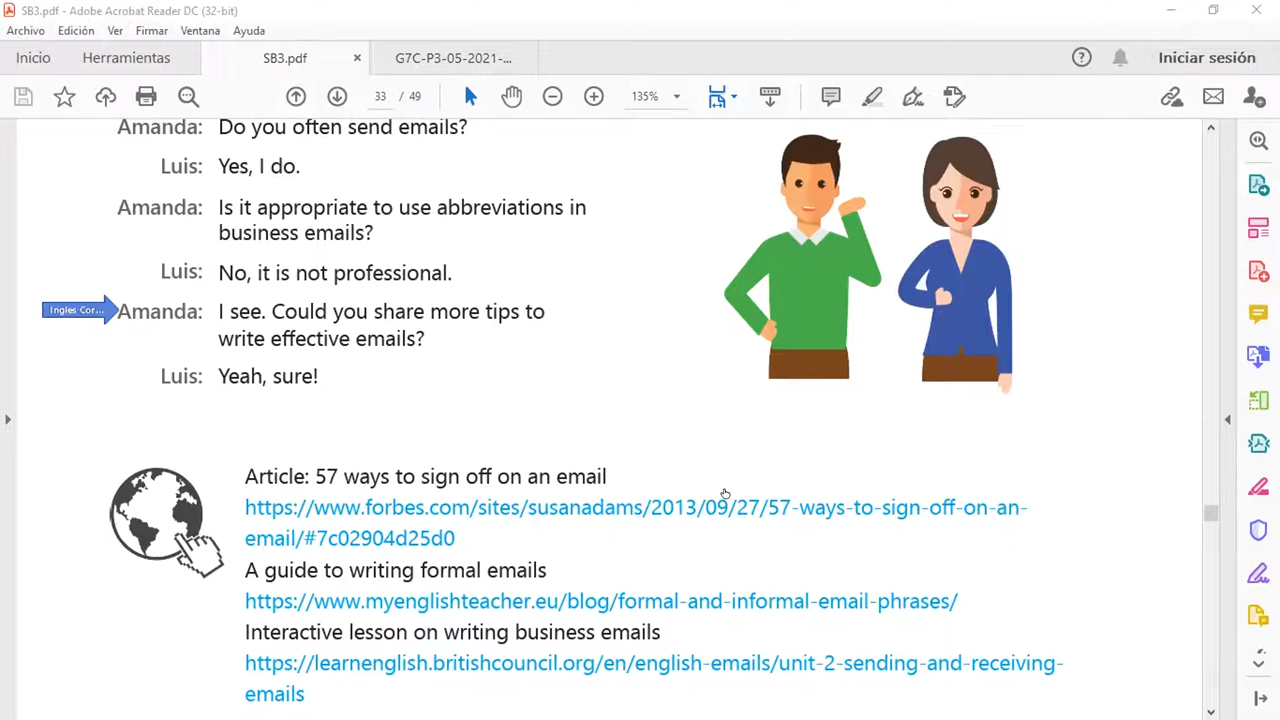 SB3.pdf - Adobe Acrobat Reader DC (32-bit)
Archivo Edición Ver Firmar Ventana Ayuda
Inicio Herramientas SB3.pdf × G7C-P3-05-2021-... Iniciar sesión
33 / 49 135%
Amanda: Do you often send emails?
Luis: Yes, I do.
Amanda: Is it appropriate to use abbreviations in
business emails?
Luis: No, it is not professional.
Ingles Cor... Amanda: I see. Could you share more tips to
write effective emails?
Luis: Yeah, sure!
Article: 57 ways to sign off on an email
https://www.forbes.com/sites/susanadams/2013/09/27/57-ways-to-sign-off-on-an-
email/#7c02904d25d0
A guide to writing formal emails
https://www.myenglishteacher.eu/blog/formal-and-informal-email-phrases/
Interactive lesson on writing business emails
https://learnenglish.britishcouncil.org/en/english-emails/unit-2-sending-and-receiving-
emails